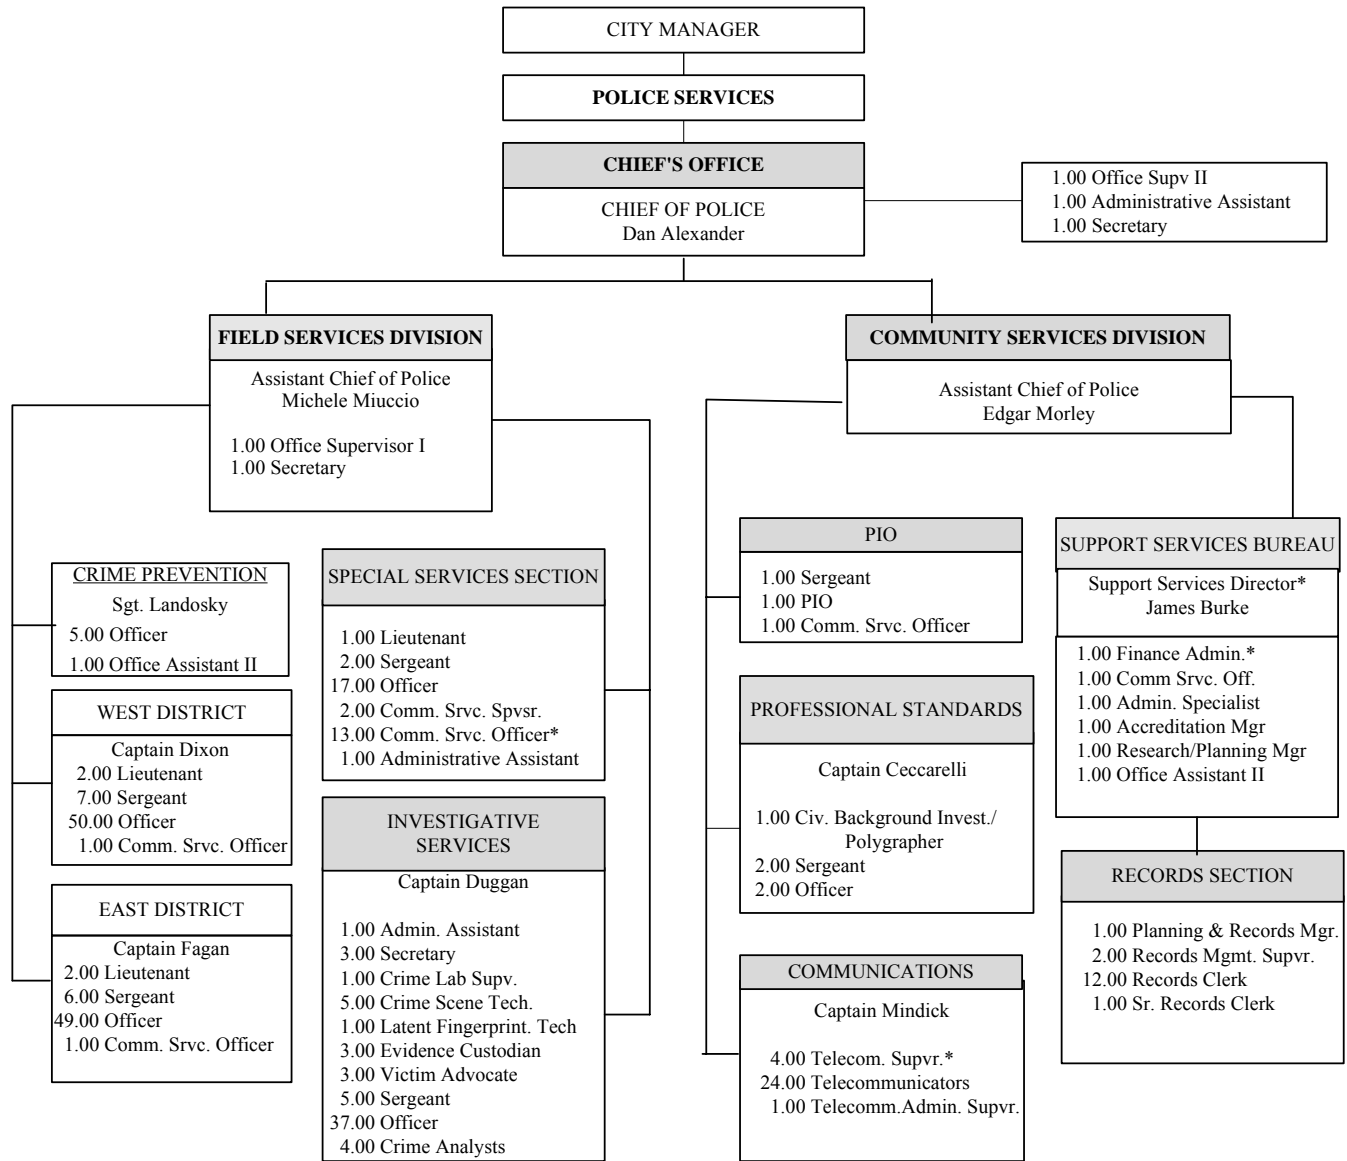 CITY MANAGER
POLICE SERVICES
CHIEF'S OFFICE
CHIEF OF POLICE
Dan Alexander
1.00 Office Supv II
1.00 Administrative Assistant
1.00 Secretary
FIELD SERVICES DIVISION
Assistant Chief of Police
Michele Miuccio
1.00 Office Supervisor I
1.00 Secretary
COMMUNITY SERVICES DIVISION
Assistant Chief of Police
Edgar Morley
CRIME PREVENTION
Sgt. Landosky
5.00 Officer
1.00 Office Assistant II
WEST DISTRICT
Captain Dixon
2.00 Lieutenant
7.00 Sergeant
50.00 Officer
1.00 Comm. Srvc. Officer
EAST DISTRICT
Captain Fagan
2.00 Lieutenant
6.00 Sergeant
49.00 Officer
1.00 Comm. Srvc. Officer
SPECIAL SERVICES SECTION
1.00 Lieutenant
2.00 Sergeant
17.00 Officer
2.00 Comm. Srvc. Spvsr.
13.00 Comm. Srvc. Officer*
1.00 Administrative Assistant
INVESTIGATIVE
SERVICES
Captain Duggan
1.00 Admin. Assistant
3.00 Secretary
1.00 Crime Lab Supv.
5.00 Crime Scene Tech.
1.00 Latent Fingerprint. Tech
3.00 Evidence Custodian
3.00 Victim Advocate
5.00 Sergeant
37.00 Officer
4.00 Crime Analysts
PIO
1.00 Sergeant
1.00 PIO
1.00 Comm. Srvc. Officer
PROFESSIONAL STANDARDS
Captain Ceccarelli
1.00 Civ. Background Invest./
Polygrapher
2.00 Sergeant
2.00 Officer
COMMUNICATIONS
Captain Mindick
4.00 Telecom. Supvr.*
24.00 Telecommunicators
1.00 Telecomm.Admin. Supvr.
SUPPORT SERVICES BUREAU
Support Services Director*
James Burke
1.00 Finance Admin.*
1.00 Comm Srvc. Off.
1.00 Admin. Specialist
1.00 Accreditation Mgr
1.00 Research/Planning Mgr
1.00 Office Assistant II
RECORDS SECTION
1.00 Planning & Records Mgr.
2.00 Records Mgmt. Supvr.
12.00 Records Clerk
1.00 Sr. Records Clerk